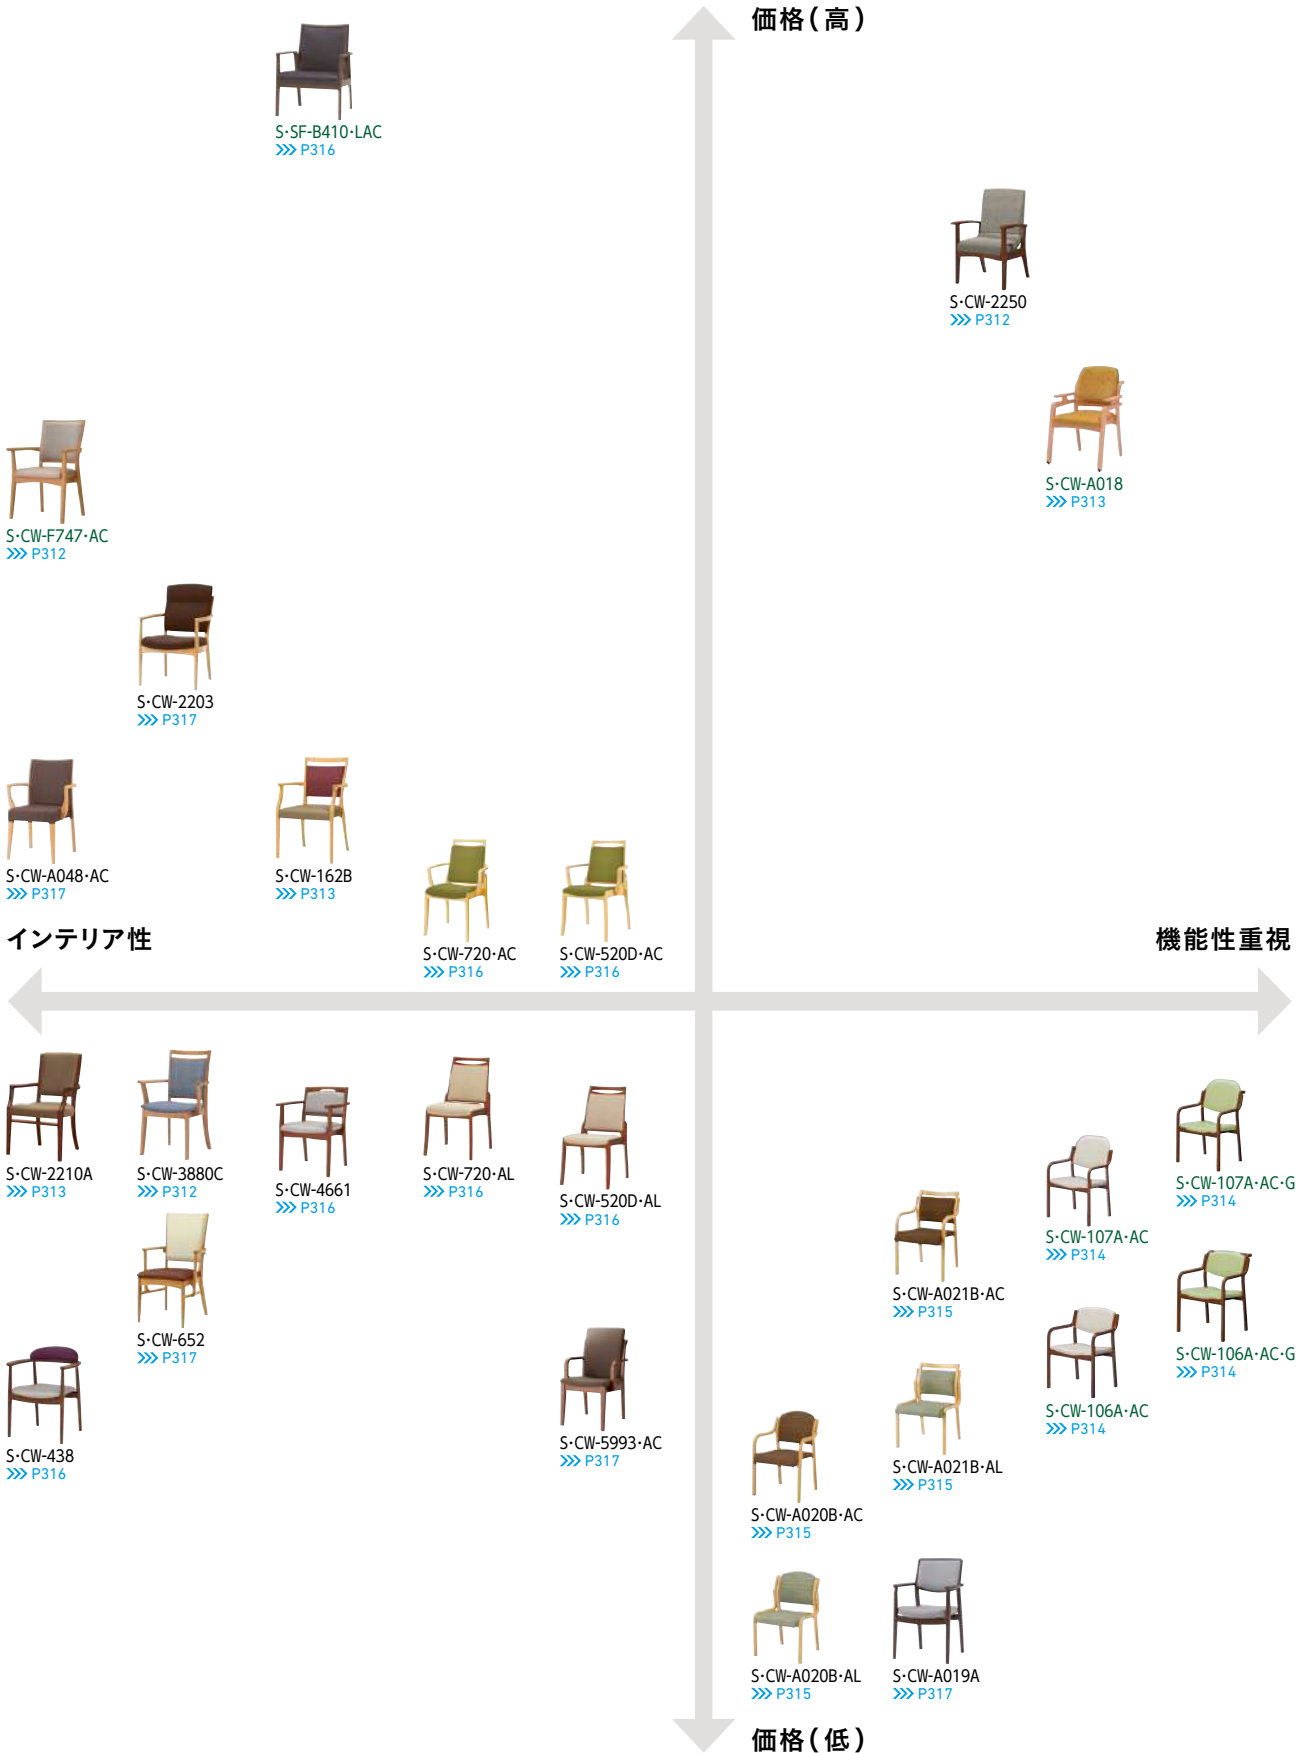 価格(高)
S・SF-B410・LAC
>>> P316
S・CW-2250
>>> P312
S・CW-A018
>>> P313
S・CW-F747・AC
>>> P312
S・CW-2203
>>> P317
S・CW-A048・AC
>>> P317
S・CW-162B
>>> P313
S・CW-720・AC
>>> P316
S・CW-520D・AC
>>> P316
インテリア性
機能性重視
S・CW-2210A
>>> P313
S・CW-3880C
>>> P312
S・CW-4661
>>> P316
S・CW-720・AL
>>> P316
S・CW-520D・AL
>>> P316
S・CW-107A・AC・G
>>> P314
S・CW-107A・AC
>>> P314
S・CW-A021B・AC
>>> P315
S・CW-652
>>> P317
S・CW-106A・AC・G
>>> P314
S・CW-106A・AC
>>> P314
S・CW-438
>>> P316
S・CW-5993・AC
>>> P317
S・CW-A021B・AL
>>> P315
S・CW-A020B・AC
>>> P315
S・CW-A020B・AL
>>> P315
S・CW-A019A
>>> P317
価格(低)